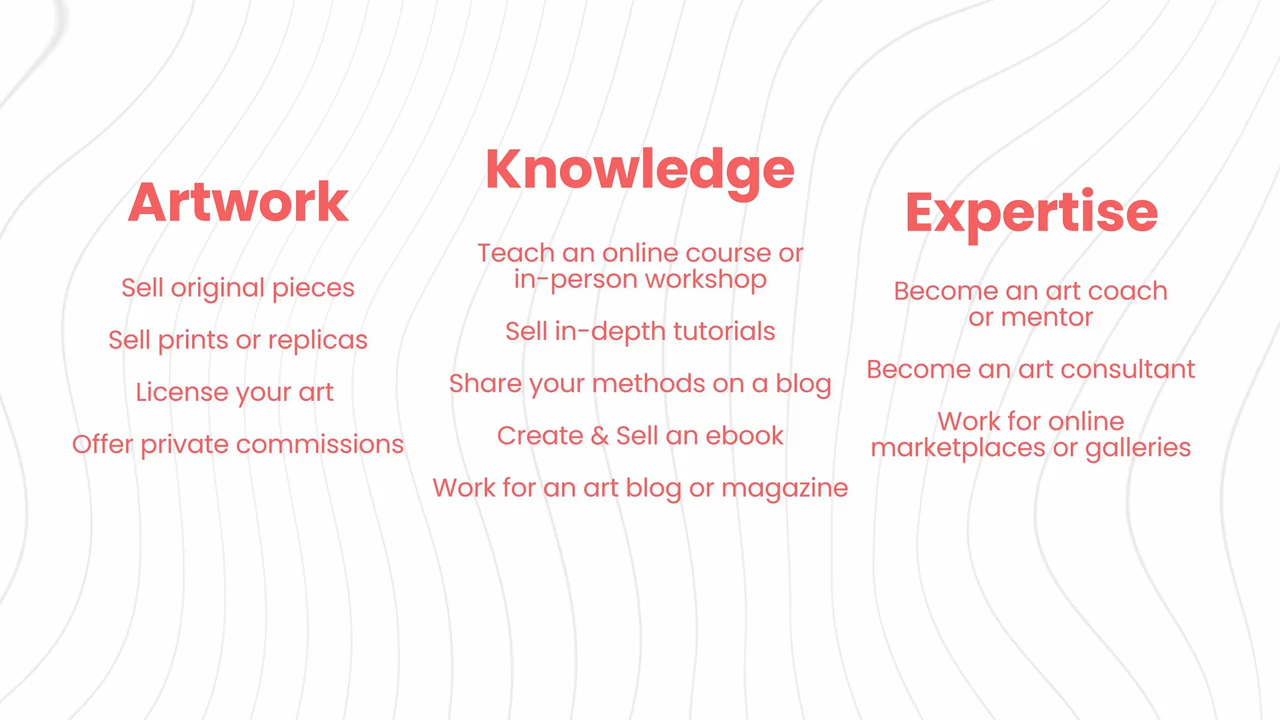 Artwork
Sell original pieces
Sell prints or replicas
License your art
Offer private commissions
Knowledge
Teach an online course or
in-person workshop
Sell in-depth tutorials
Share your methods on a blog
Create & Sell an ebook
Work for an art blog or magazine
Expertise
Become an art coach
or mentor
Become an art consultant
Work for online
marketplaces or galleries